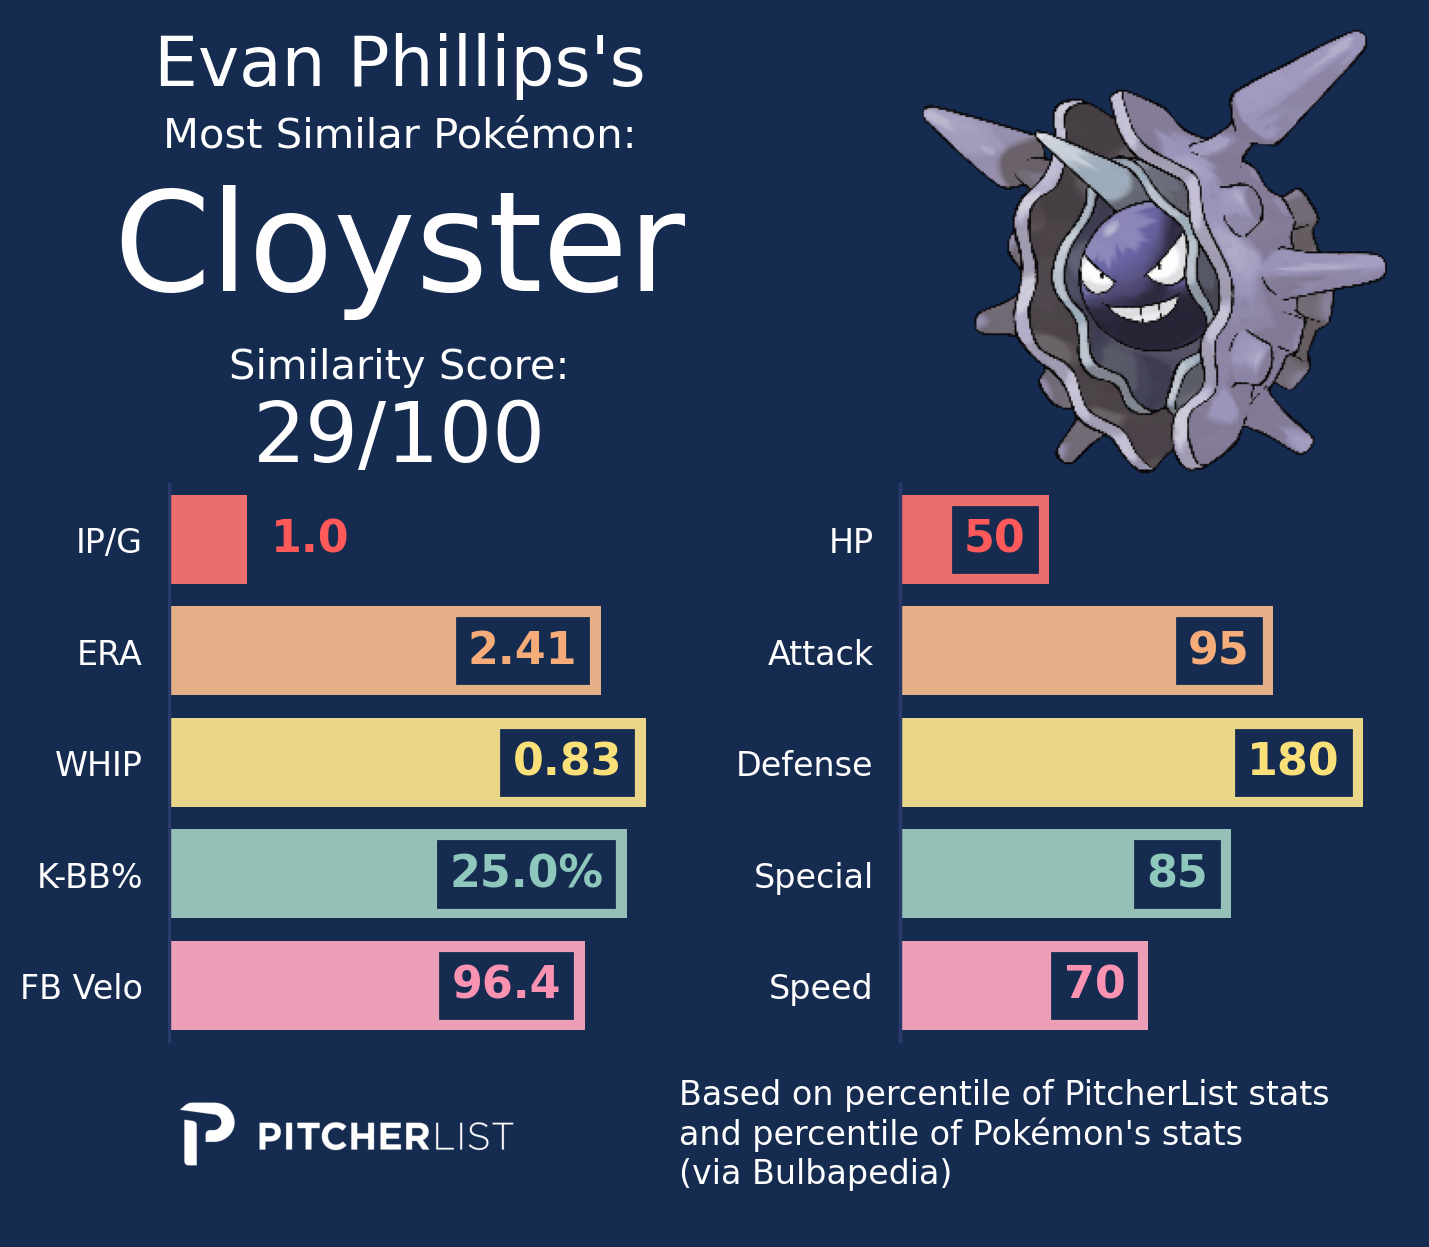 Evan Phillips's
Most Similar Pokémon:
Cloyster
Similarity Score:
29/100
IP/G 1.0
ERA 2.41
WHIP 0.83
K-BB% 25.0%
FB Velo 96.4
HP 50
Attack 95
Defense 180
Special 85
Speed 70
PITCHERLIST
Based on percentile of PitcherList stats
and percentile of Pokémon's stats
(via Bulbapedia)